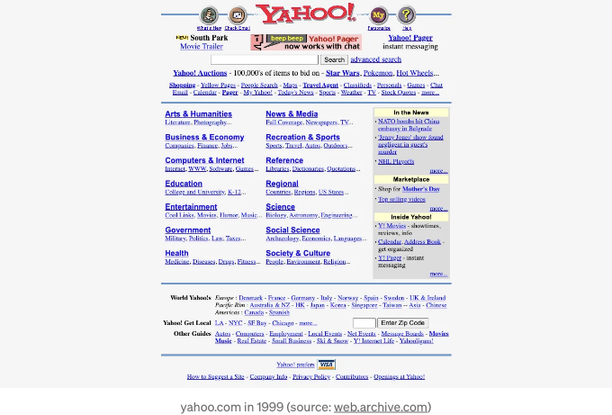 YAHOO!
What's New Check Email Personalize Help
South Park
Movie Trailer
beep beep Yahoo! Pager
now works with chat
Yahoo! Pager
instant messaging
Search advanced search
Yahoo! Auctions - 100,000's of items to bid on - Star Wars, Pokemon, Hot Wheels...
Shopping - Yellow Pages - People Search - Maps - Travel Agent - Classifieds - Personals - Games - Chat
Email - Calendar - Pager - My Yahoo! - Today's News - Sports - Weather - TV - Stock Quotes - more...
Arts & Humanities
Literature, Photography...
News & Media
Full Coverage, Newspapers, TV...
Business & Economy
Companies, Finance, Jobs...
Recreation & Sports
Sports, Travel, Autos, Outdoors...
Computers & Internet
Internet, WWW, Software, Games...
Reference
Libraries, Dictionaries, Quotations...
Education
College and University, K-12...
Regional
Countries, Regions, US States...
Entertainment
Cool Links, Movies, Humor, Music...
Science
Biology, Astronomy, Engineering...
Government
Military, Politics, Law, Taxes...
Social Science
Archaeology, Economics, Languages...
Health
Medicine, Diseases, Drugs, Fitness...
Society & Culture
People, Environment, Religion...
In the News
NATO bombs hit China
embassy in Belgrade
'Jenny Jones' show found
negligent in guest's
murder
NHL Playoffs
more...
Marketplace
Shop for Mother's Day
Top selling videos
more...
Inside Yahoo!
Y! Movies - showtimes,
reviews, info
Calendar, Address Book -
get organized
Y! Pager - instant
messaging
more...
World Yahoo!s Europe : Denmark - France - Germany - Italy - Norway - Spain - Sweden - UK & Ireland
Pacific Rim : Australia & NZ - HK - Japan - Korea - Singapore - Taiwan -- Asia - Chinese
Americas : Canada - Spanish
Yahoo! Get Local LA - NYC - SF Bay - Chicago - more... Enter Zip Code
Other Guides Autos - Computers - Employment - Local Events - Net Events - Message Boards - Movies
Music - Real Estate - Small Business - Ski & Snow - Y! Internet Life - Yahooligans!
Yahoo! prefers VISA
How to Suggest a Site - Company Info - Privacy Policy - Contributors - Openings at Yahoo!
yahoo.com in 1999 (source: web.archive.com)